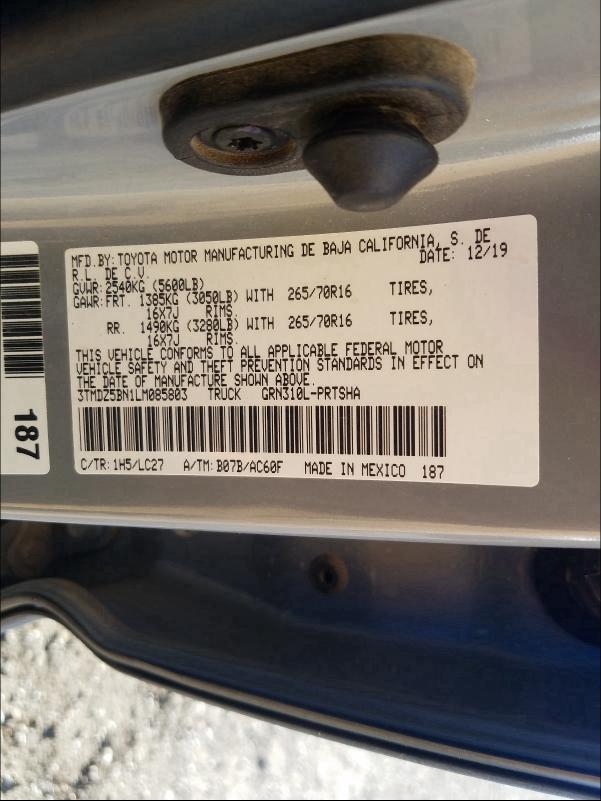 MFD.BY:TOYOTA MOTOR MANUFACTURING DE BAJA CALIFORNIA, S. DE
R.L. DE C.V. DATE: 12/19
GVWR:2540KG (5600LB)
GAWR:FRT. 1385KG (3050LB) WITH 265/70R16 TIRES,
16X7J RIMS.
RR. 1490KG (3280LB) WITH 265/70R16 TIRES,
16X7J RIMS.
THIS VEHICLE CONFORMS TO ALL APPLICABLE FEDERAL MOTOR
VEHICLE SAFETY AND THEFT PREVENTION STANDARDS IN EFFECT ON
THE DATE OF MANUFACTURE SHOWN ABOVE.
3TMDZ5BN1LM085803 TRUCK GRN310L-PRTSHA
C/TR:1H5/LC27 A/TM:B07B/AC60F MADE IN MEXICO 187
187